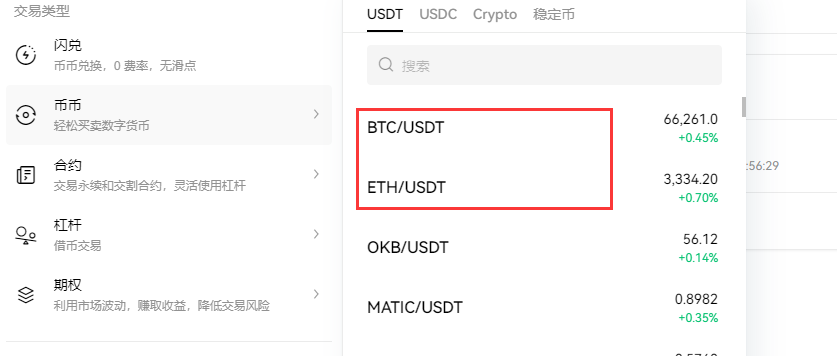 交易类型
闪兑
币币兑换，0 费率，无滑点
币币
轻松买卖数字货币
合约
交易永续和交割合约，灵活使用杠杆
杠杆
借币交易
期权
利用市场波动，赚取收益，降低交易风险
USDT USDC Crypto 稳定币
搜索
BTC/USDT 66,261.0
+0.45%
ETH/USDT 3,334.20
+0.70%
OKB/USDT 56.12
+0.14%
MATIC/USDT 0.8982
+0.35%
:56:29